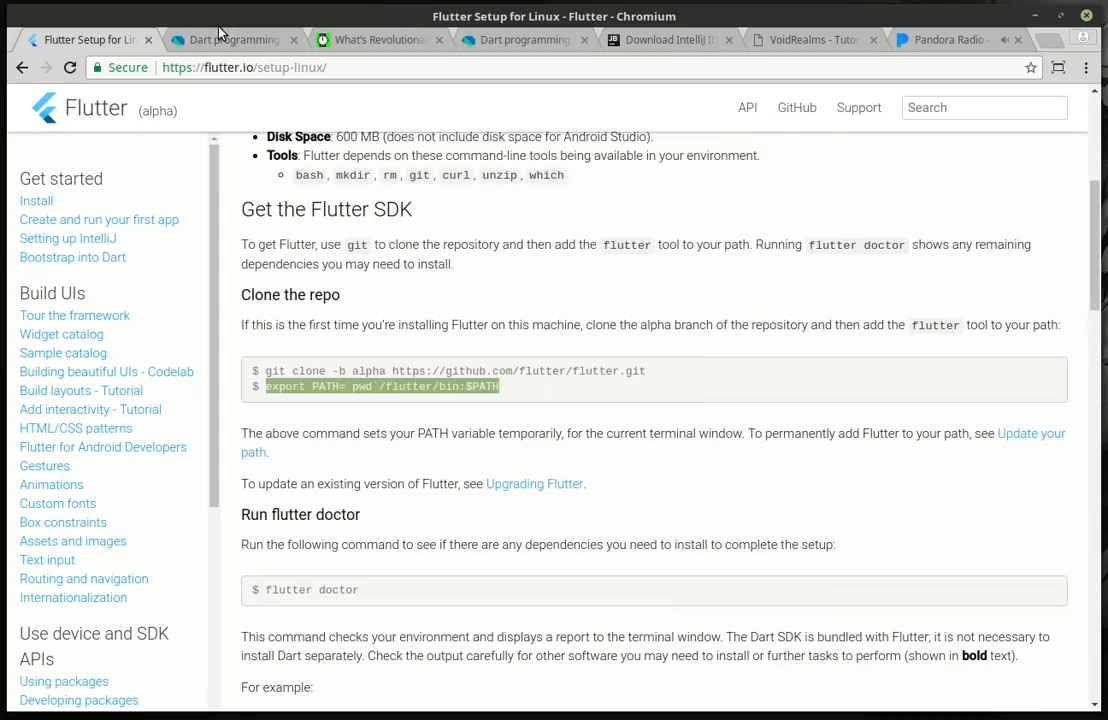 Flutter Setup for Linux - Flutter - Chromium
Flutter Setup for Lin
Dart programming
What's Revolutiona
Dart programming
Download IntelliJ ID
VoidRealms - Tutor
Pandora Radio -
Secure
https://flutter.io/setup-linux/
Flutter (alpha)
API
GitHub
Support
Search
Get started
Install
Create and run your first app
Setting up IntelliJ
Bootstrap into Dart
Build UIs
Tour the framework
Widget catalog
Sample catalog
Building beautiful UIs - Codelab
Build layouts - Tutorial
Add interactivity - Tutorial
HTML/CSS patterns
Flutter for Android Developers
Gestures
Animations
Custom fonts
Box constraints
Assets and images
Text input
Routing and navigation
Internationalization
Use device and SDK
APIs
Using packages
Developing packages
Disk Space: 600 MB (does not include disk space for Android Studio).
Tools: Flutter depends on these command-line tools being available in your environment.
bash, mkdir, rm, git, curl, unzip, which
Get the Flutter SDK
To get Flutter, use git to clone the repository and then add the flutter tool to your path. Running flutter doctor shows any remaining
dependencies you may need to install.
Clone the repo
If this is the first time you're installing Flutter on this machine, clone the alpha branch of the repository and then add the flutter tool to your path:
$ git clone -b alpha https://github.com/flutter/flutter.git
$ export PATH=`pwd`/flutter/bin:$PATH
The above command sets your PATH variable temporarily, for the current terminal window. To permanently add Flutter to your path, see Update your
path.
To update an existing version of Flutter, see Upgrading Flutter.
Run flutter doctor
Run the following command to see if there are any dependencies you need to install to complete the setup:
$ flutter doctor
This command checks your environment and displays a report to the terminal window. The Dart SDK is bundled with Flutter; it is not necessary to
install Dart separately. Check the output carefully for other software you may need to install or further tasks to perform (shown in bold text).
For example: